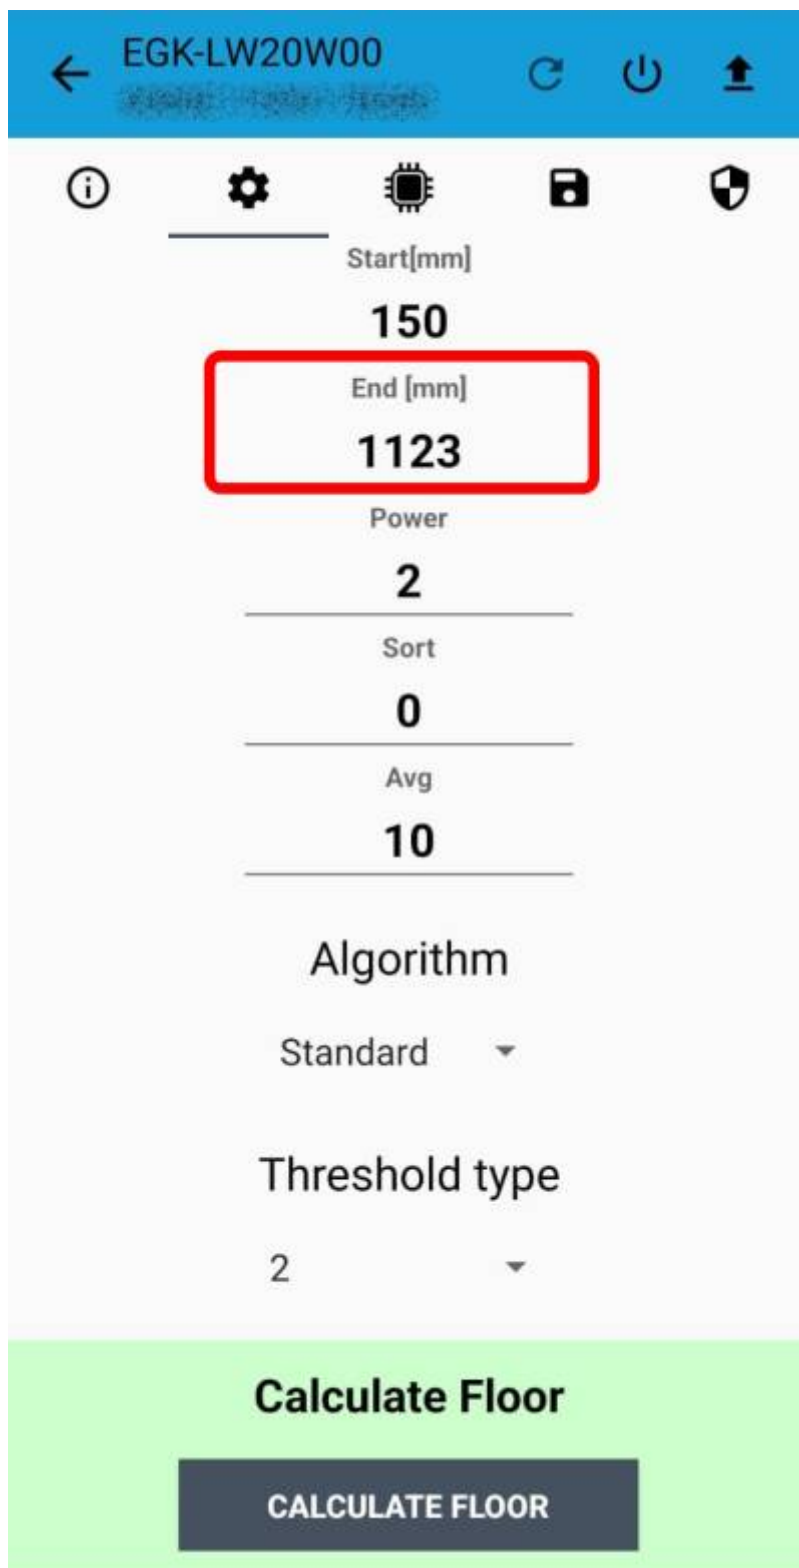 EGK-LW20W00
Start[mm]
150
End [mm]
1123
Power
2
Sort
0
Avg
10
Algorithm
Standard
Threshold type
2
Calculate Floor
CALCULATE FLOOR